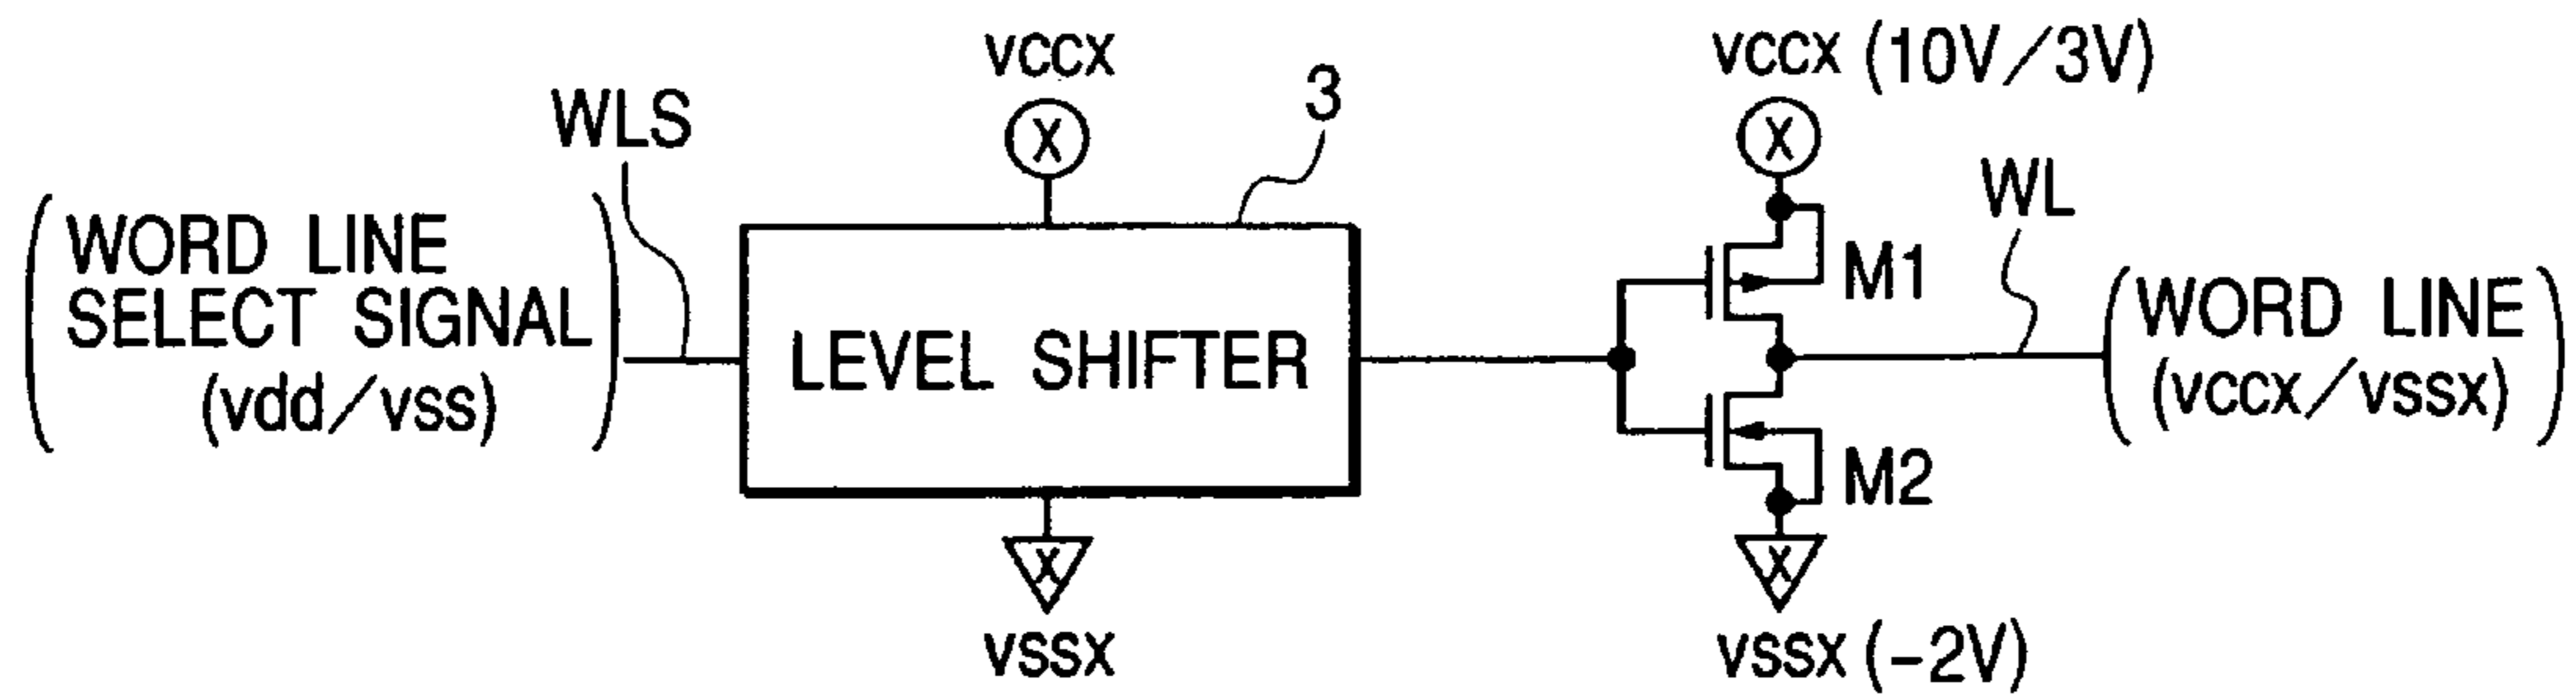 WLS
WORD LINE
SELECT SIGNAL
(vdd/vss)
vccx
X
3
LEVEL SHIFTER
X
vssx
vccx (10V/3V)
X
M1
M2
X
vssx (-2V)
WL
WORD LINE
(vccx/vssx)